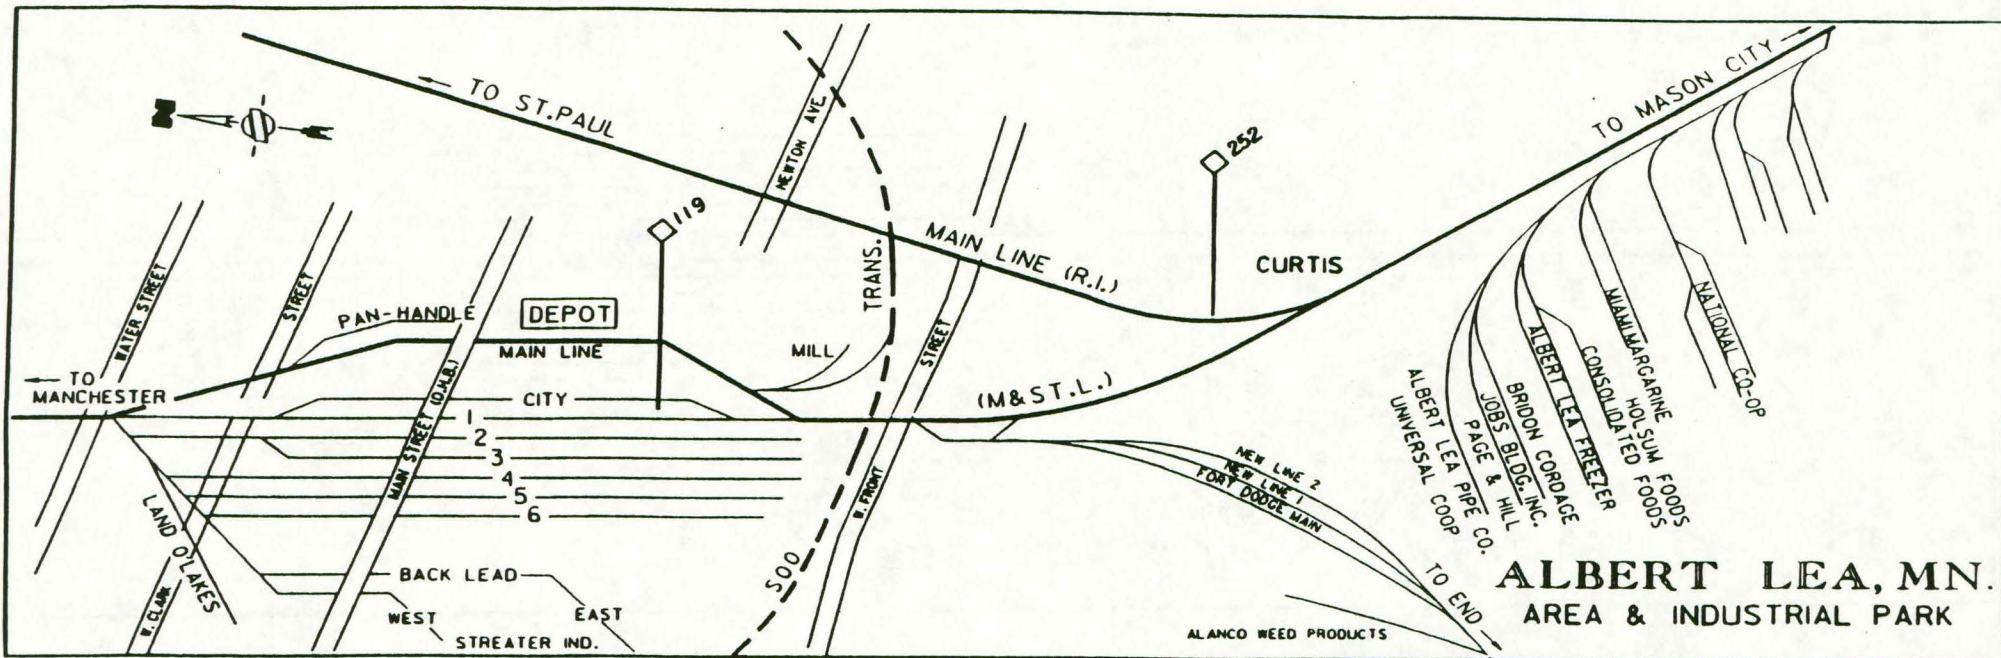 N
← TO ST.PAUL
NEWTON AVE.
252
TO MASON CITY →
119
TRANS.
MAIN LINE (R.I.)
CURTIS
WATER STREET
STREET
PAN-HANDLE
DEPOT
MAIN LINE
MILL
STREET
← TO
MANCHESTER
CITY
(M&ST.L.)
1
2
3
4
5
6
MAIN STREET (O.H.B.)
W. FRONT
LAND O'LAKES
W. CLARK
BACK LEAD
WEST
EAST
STREATER IND.
SOO
NEW LINE 2
NEW LINE 1
FORT DODGE MAIN
TO END →
ALANCO WEED PRODUCTS
UNIVERSAL COOP
ALBERT LEA PIPE CO.
PAGE & HILL
JOBS BLDG. INC.
BRIDON CORDAGE
ALBERT LEA FREEZER
CONSOLIDATED FOODS
HOLSUM FOODS
MIAMI MARGARINE
NATIONAL CO-OP
ALBERT LEA, MN.
AREA & INDUSTRIAL PARK